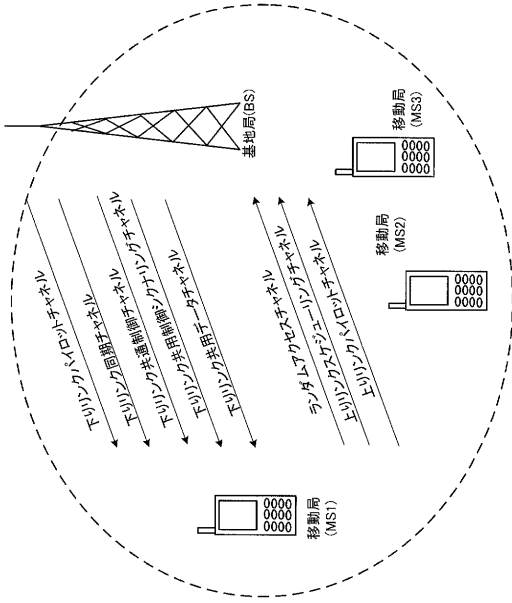 基地局(BS)
下りリンクパイロットチャネル
下りリンク同期チャネル
下りリンク共通制御チャネル
下りリンク共用制御シクナリングチャネル
下りリンク共用データチャネル
ランダムアクセスチャネル
上りリンクスケジューリングチャネル
上りリンクパイロットチャネル
移動局
(MS1)
移動局
(MS2)
移動局
(MS3)